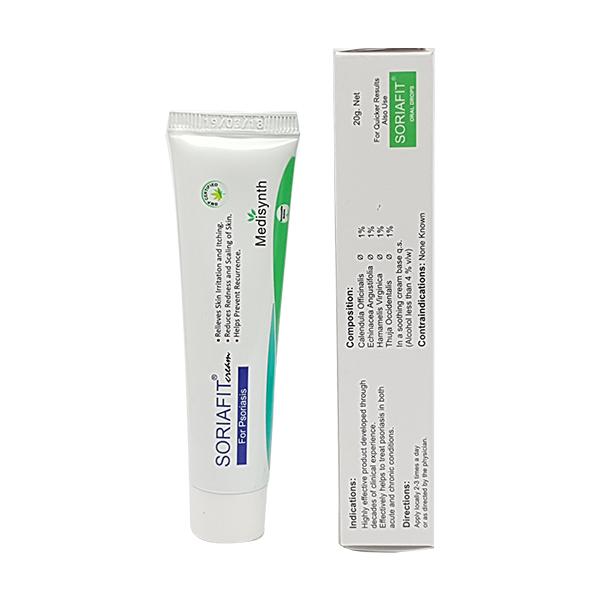 19/03/18
CERTIFIED
Medisynth
• Relieves Skin Irritation and Itching.
• Reduces Redness and Scaling of Skin.
• Helps Prevent Recurrence.
SORIAFIT® cream
For Psoriasis
20g. Net
For Quicker Results
Also Use
SORIAFIT®
ORAL DROPS
Composition:
Calendula Officinalis Ø 1%
Echinacea Angustifolia Ø 1%
Hamamelis Virginica Ø 1%
Thuja Occidentalis Ø 1%
In a soothing cream base q.s.
(Alcohol less than 4 % v/w)
Contraindications: None Known
Indications:
Highly effective product developed through
decades of clinical experience.
Effectively helps to treat psoriasis in both
acute and chronic conditions.
Directions:
Apply locally 2-3 times a day
or as directed by the physician.